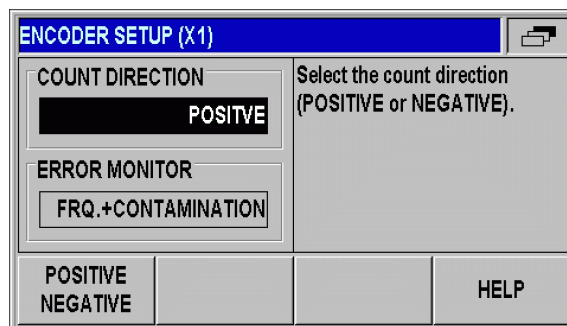 ENCODER SETUP (X1)
COUNT DIRECTION
POSITVE
Select the count direction
(POSITIVE or NEGATIVE).
ERROR MONITOR
FRQ.+CONTAMINATION
POSITIVE
NEGATIVE
HELP